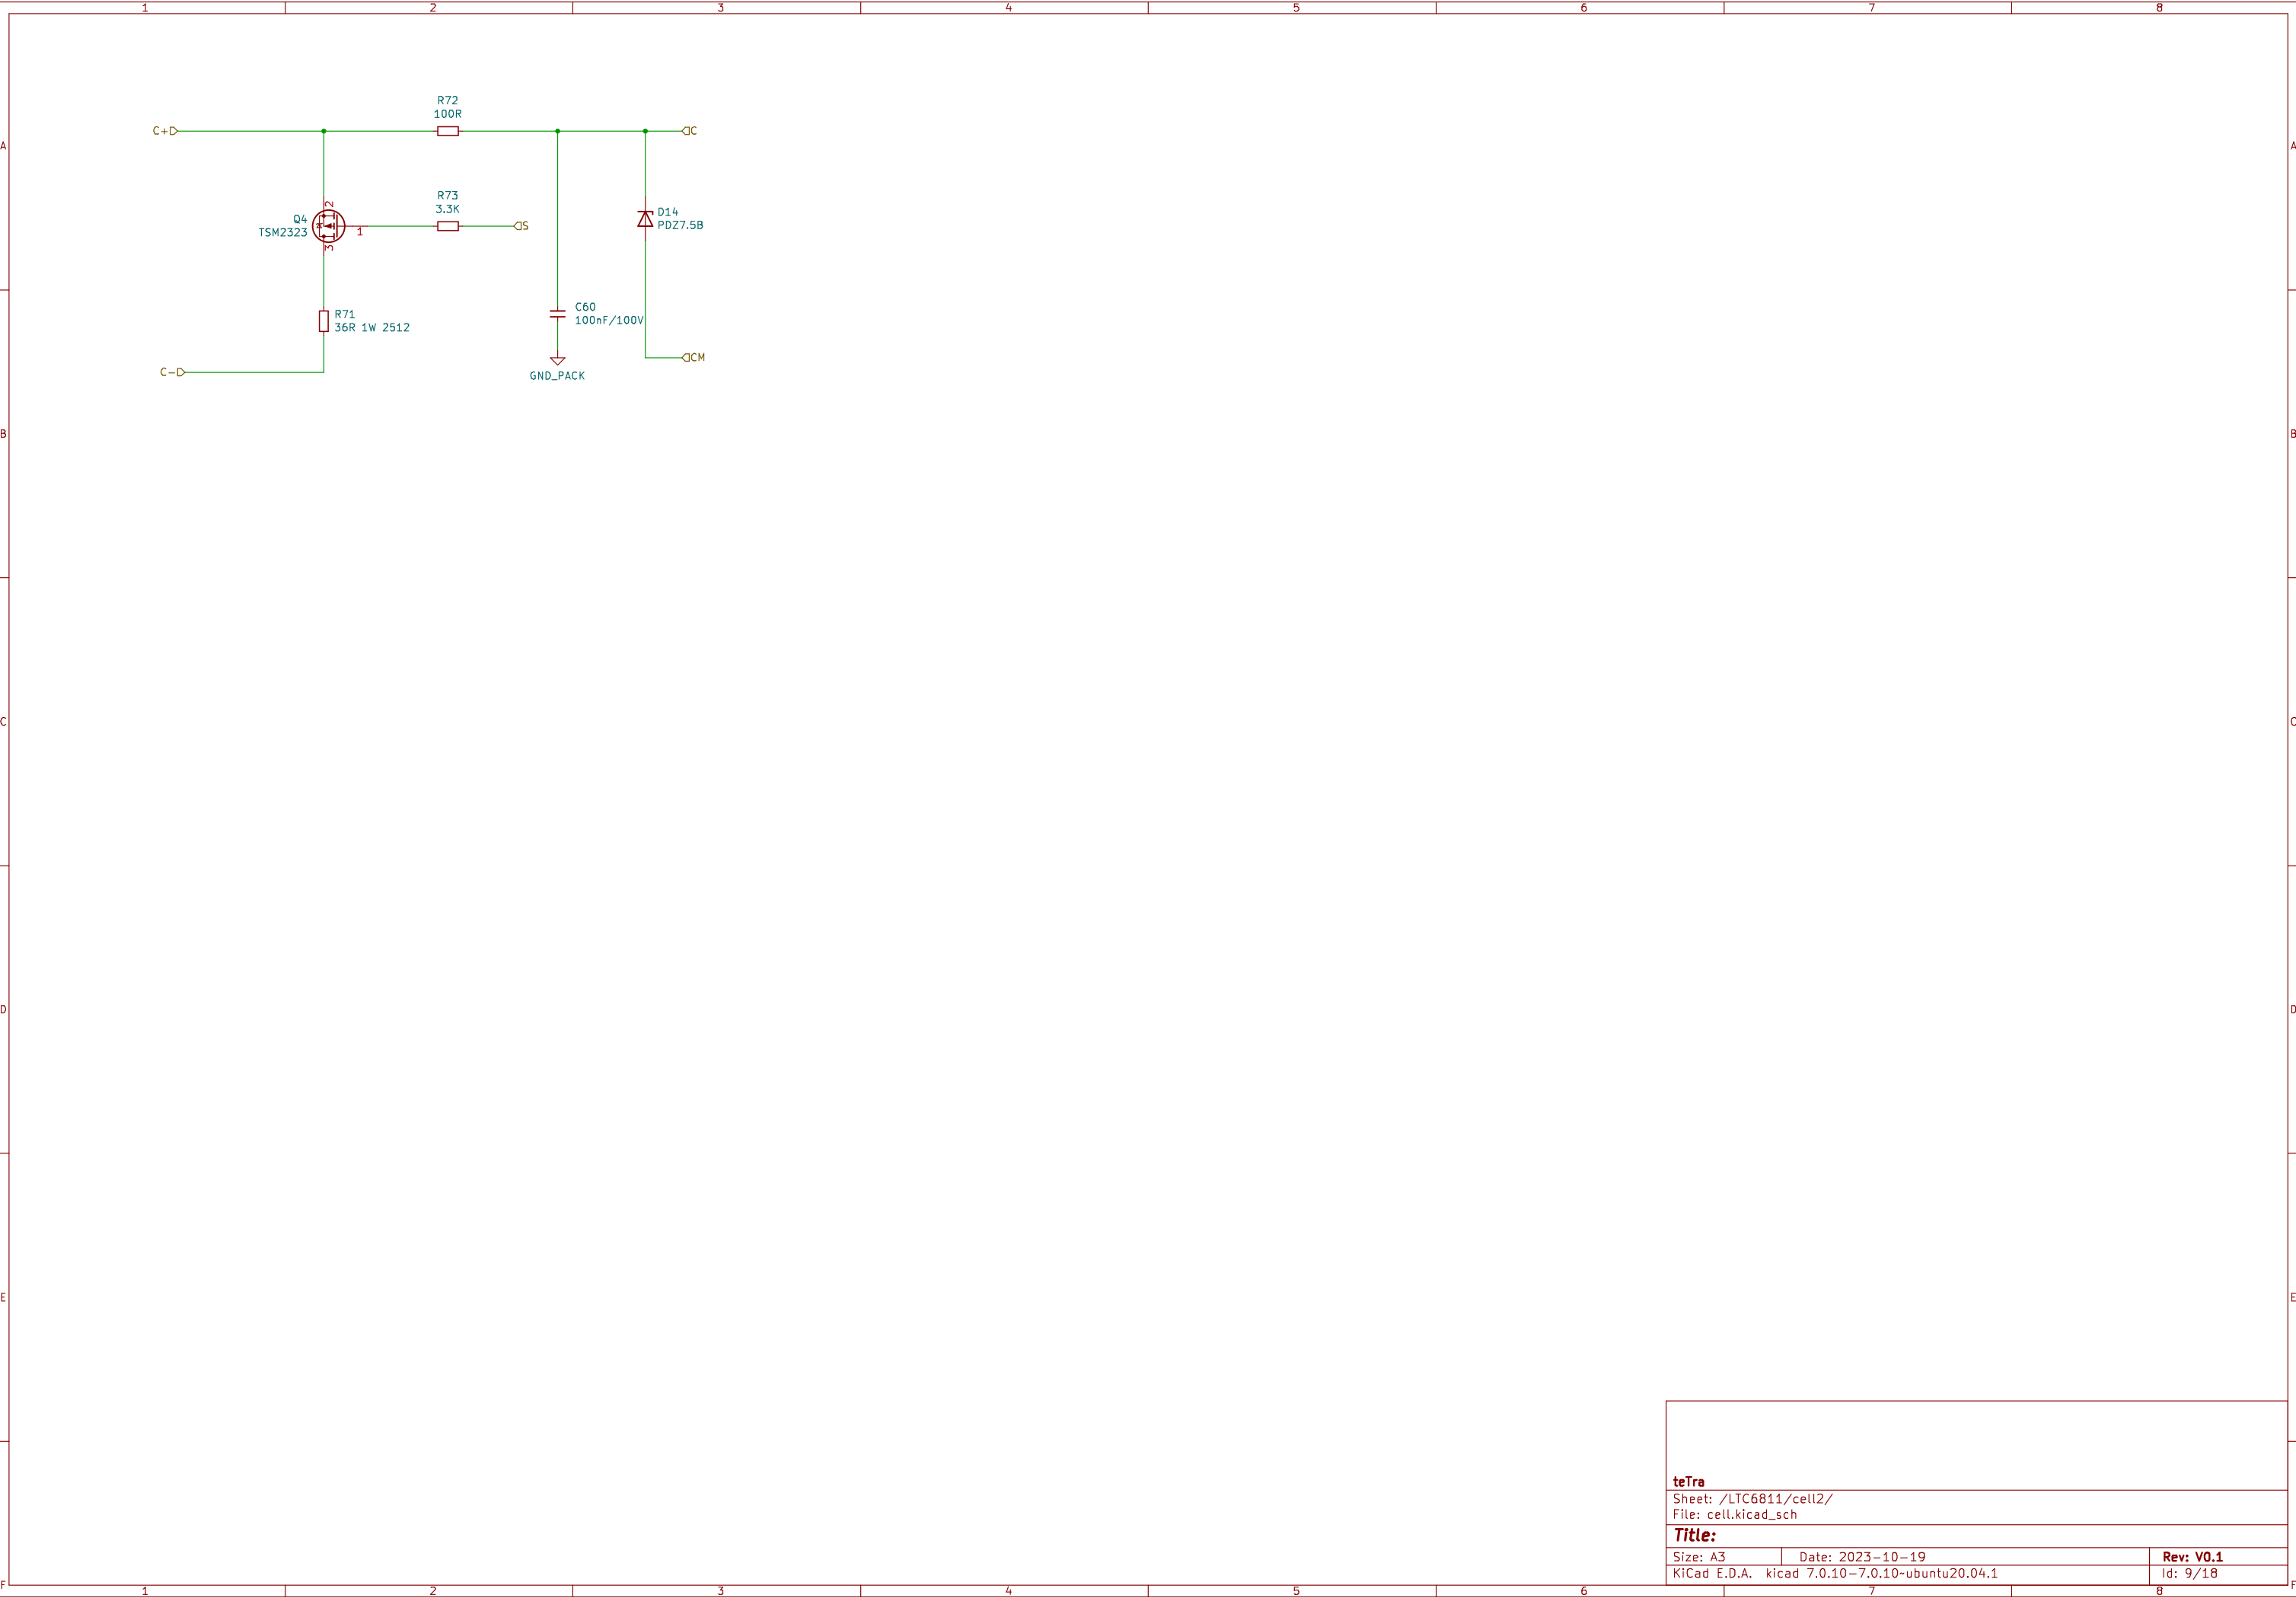 1 2 3 4 5 6 7 8
R72
100R
C+ C
A A
R73
3.3K
2
Q4
TSM2323
1
S
D14
PDZ7.5B
3
C60
100nF/100V
R71
36R 1W 2512
CM
C-
GND_PACK
B B
C C
D D
E E
teTra
Sheet: /LTC6811/cell2/
File: cell.kicad_sch
Title:
Size: A3 Date: 2023-10-19 Rev: V0.1
KiCad E.D.A. kicad 7.0.10-7.0.10~ubuntu20.04.1 Id: 9/18
F F
1 2 3 4 5 6 7 8